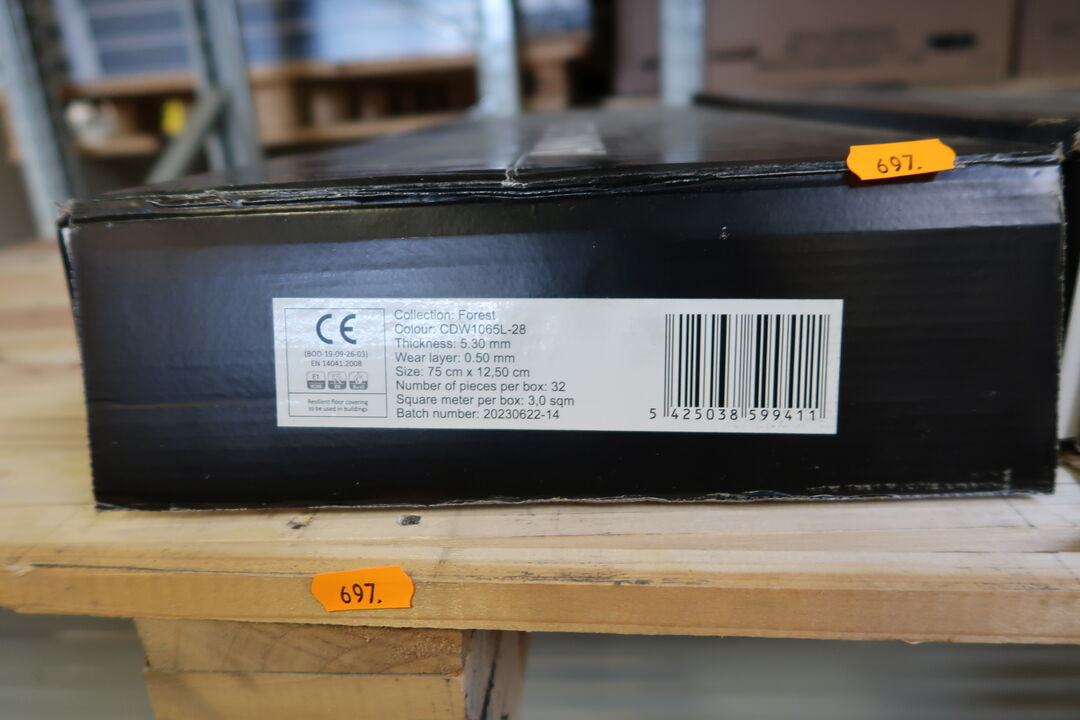 697.
CE
(BOD-19-09-26-03)
EN 14041:2008
E1
Resilient floor covering
to be used in buildings
Collection: Forest
Colour: CDW1065L-28
Thickness: 5.30 mm
Wear layer: 0.50 mm
Size: 75 cm x 12,50 cm
Number of pieces per box: 32
Square meter per box: 3,0 sqm
Batch number: 20230622-14
5 425038 599411
697.